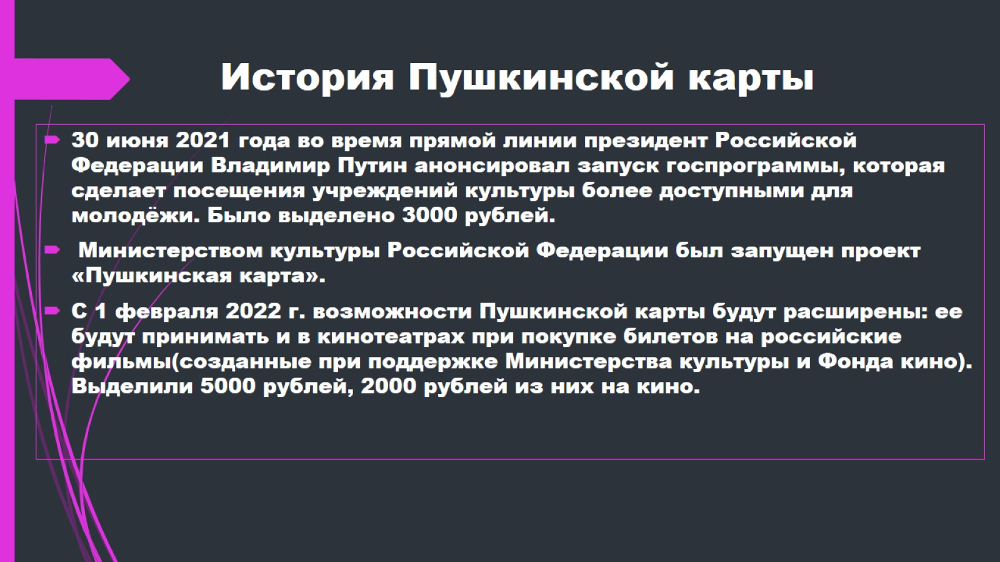 История Пушкинской карты
30 июня 2021 года во время прямой линии президент Российской
Федерации Владимир Путин анонсировал запуск госпрограммы, которая
сделает посещения учреждений культуры более доступными для
молодёжи. Было выделено 3000 рублей.
Министерством культуры Российской Федерации был запущен проект
«Пушкинская карта».
С 1 февраля 2022 г. возможности Пушкинской карты будут расширены: ее
будут принимать и в кинотеатрах при покупке билетов на российские
фильмы(созданные при поддержке Министерства культуры и Фонда кино).
Выделили 5000 рублей, 2000 рублей из них на кино.